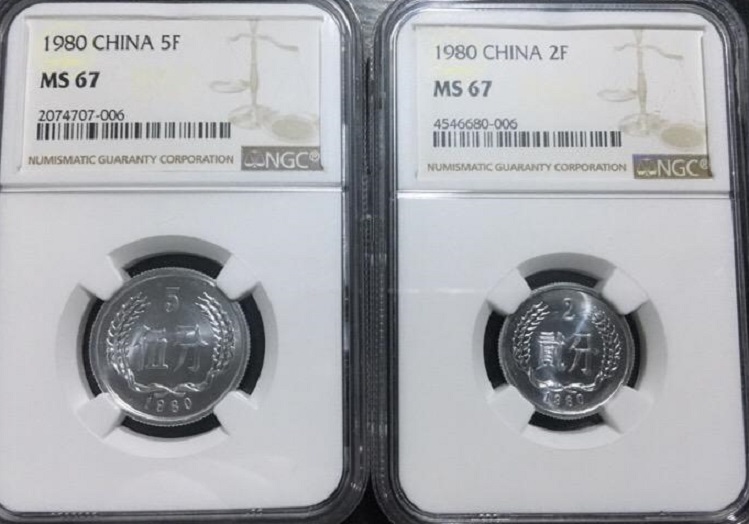 1980 CHINA 5F
MS 67
2074707-006
NUMISMATIC GUARANTY CORPORATION NGC®
5
伍分
1980
1980 CHINA 2F
MS 67
4546680-006
NUMISMATIC GUARANTY CORPORATION NGC®
2
贰分
1980